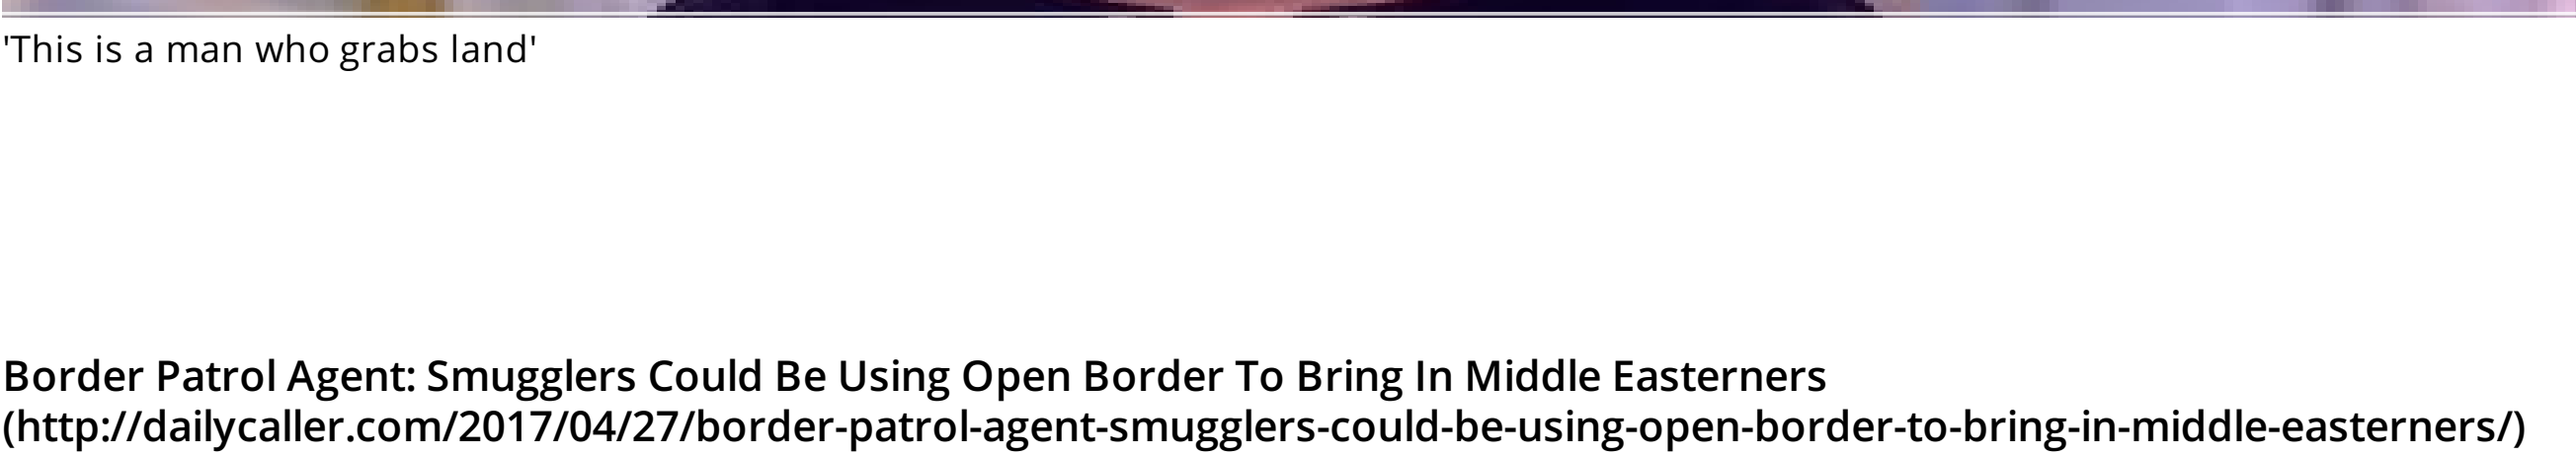 'This is a man who grabs land'
Border Patrol Agent: Smugglers Could Be Using Open Border To Bring In Middle Easterners
(http://dailycaller.com/2017/04/27/border-patrol-agent-smugglers-could-be-using-open-border-to-bring-in-middle-easterners/)